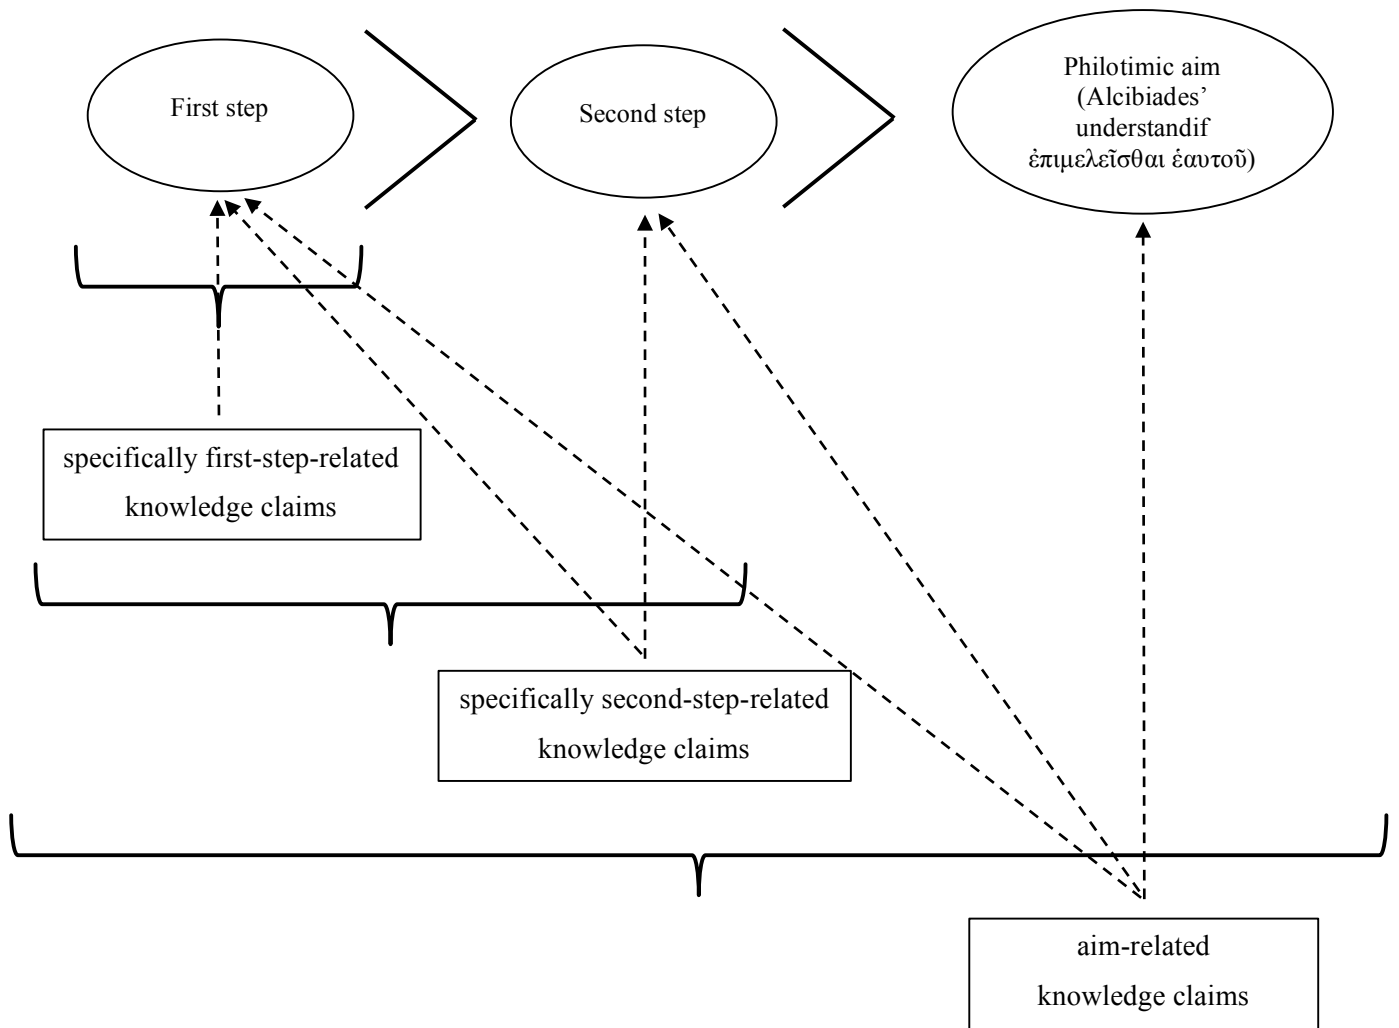 First step
Second step
Philotimic aim
(Alcibiades’
understandif
ἐπιμελεῖσθαι ἑαυτοῦ)
specifically first-step-related
knowledge claims
specifically second-step-related
knowledge claims
aim-related
knowledge claims